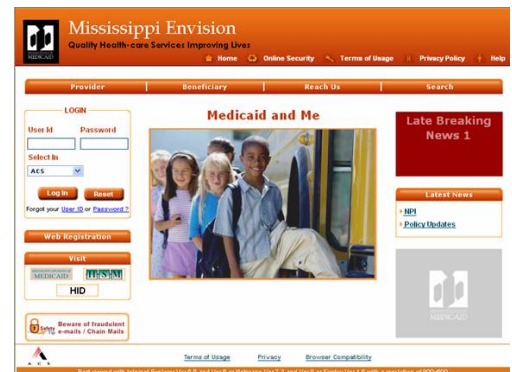 Mississippi Envision
Quality Health-care Services Improving Lives
MEDICAID
Home Online Security Terms of Usage Privacy Policy Help
Provider Beneficiary Reach Us Search
LOGIN
User Id Password
Select In
ACS
Log In Reset
Forgot your User ID or Password ?
Web Registration
Visit
MEDICAID HFSM
HID
Safety Tip Beware of fraudulent
e-mails / Chain Mails
Medicaid and Me
Late Breaking
News 1
Latest News
NPI
Policy Updates
MEDICAID
A C S
Terms of Usage Privacy Browser Compatibility